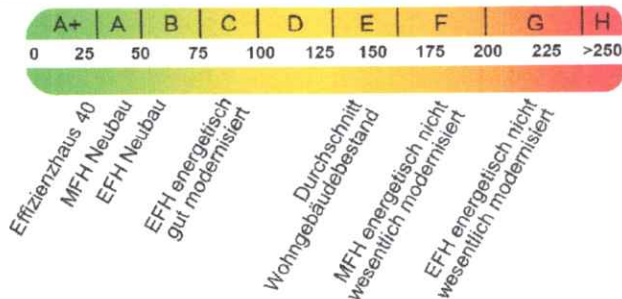 A+ A B C D E F G H
0 25 50 75 100 125 150 175 200 225 >250
Effizienzhaus 40
MFH Neubau
EFH Neubau
EFH energetisch
gut modernisiert
Durchschnitt
Wohngebäudebestand
MFH energetisch nicht
wesentlich modernisiert
EFH energetisch nicht
wesentlich modernisiert